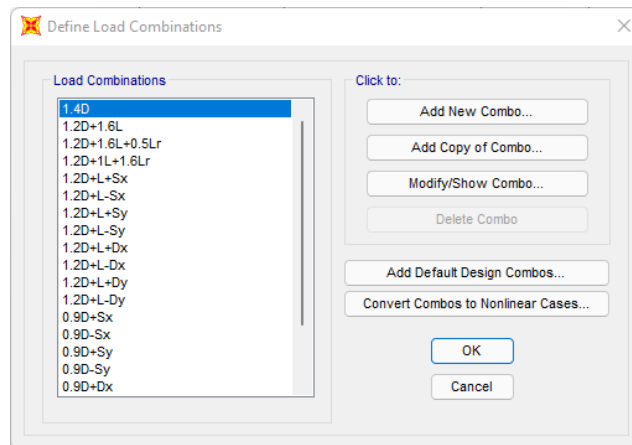 Define Load Combinations
Load Combinations
1.4D
1.2D+1.6L
1.2D+1.6L+0.5Lr
1.2D+1L+1.6Lr
1.2D+L+Sx
1.2D+L-Sx
1.2D+L+Sy
1.2D+L-Sy
1.2D+L+Dx
1.2D+L-Dx
1.2D+L+Dy
1.2D+L-Dy
0.9D+Sx
0.9D-Sx
0.9D+Sy
0.9D-Sy
0.9D+Dx
Click to:
Add New Combo...
Add Copy of Combo...
Modify/Show Combo...
Delete Combo
Add Default Design Combos...
Convert Combos to Nonlinear Cases...
OK
Cancel